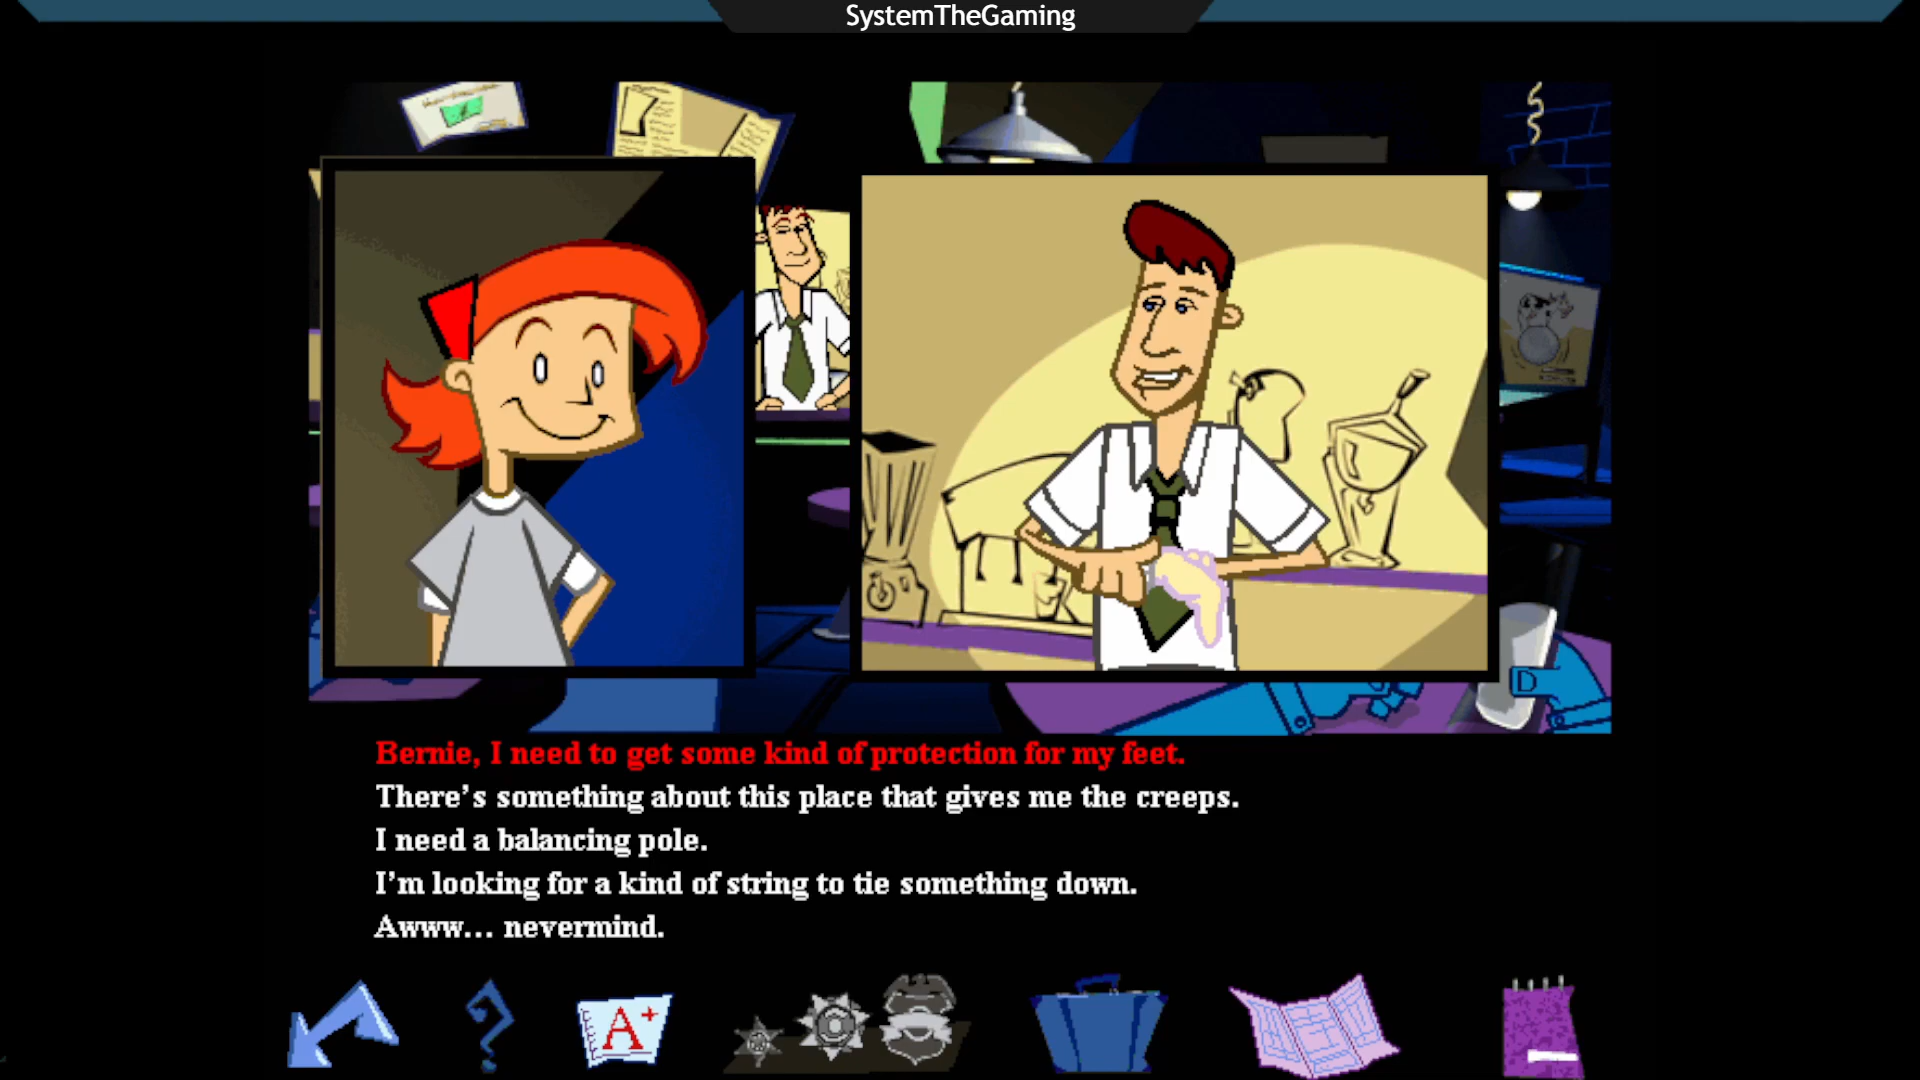 SystemTheGaming
Bernie, I need to get some kind of protection for my feet.
There's something about this place that gives me the creeps.
I need a balancing pole.
I'm looking for a kind of string to tie something down.
Awww... nevermind.
A+